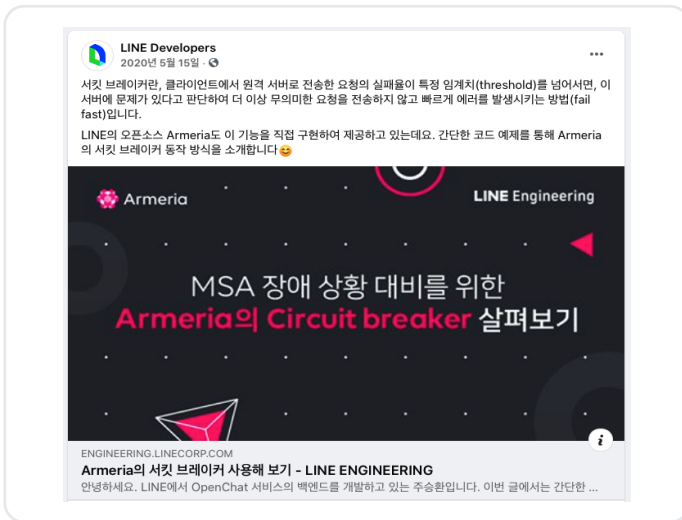 LINE Developers
2020년 5월 15일 ·
서킷 브레이커란, 클라이언트에서 원격 서버로 전송한 요청의 실패율이 특정 임계치(threshold)를 넘어서면, 이
서버에 문제가 있다고 판단하여 더 이상 무의미한 요청을 전송하지 않고 빠르게 에러를 발생시키는 방법(fail
fast)입니다.
LINE의 오픈소스 Armeria도 이 기능을 직접 구현하여 제공하고 있는데요. 간단한 코드 예제를 통해 Armeria
의 서킷 브레이커 동작 방식을 소개합니다😊
Armeria
LINE Engineering
MSA 장애 상황 대비를 위한
Armeria의 Circuit breaker 살펴보기
ENGINEERING.LINECORP.COM
Armeria의 서킷 브레이커 사용해 보기 - LINE ENGINEERING
안녕하세요. LINE에서 OpenChat 서비스의 백엔드를 개발하고 있는 주승환입니다. 이번 글에서는 간단한 ...